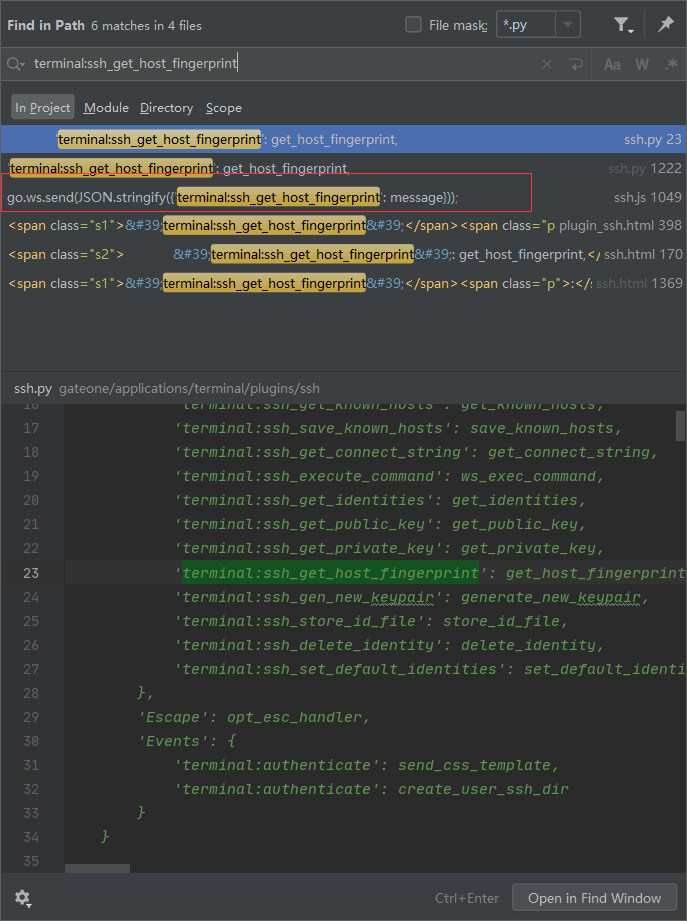 Find in Path 6 matches in 4 files File mask: *.py
terminal:ssh_get_host_fingerprint Aa W .*
In Project Module Directory Scope
'terminal:ssh_get_host_fingerprint': get_host_fingerprint, ssh.py 23
'terminal:ssh_get_host_fingerprint': get_host_fingerprint, ssh.py 1222
go.ws.send(JSON.stringify({'terminal:ssh_get_host_fingerprint': message})); ssh.js 1049
<span class="s1">&#39;terminal:ssh_get_host_fingerprint&#39;</span><span class="p plugin_ssh.html 398
<span class="s2"> &#39;terminal:ssh_get_host_fingerprint&#39;: get_host_fingerprint,</ ssh.html 170
<span class="s1">&#39;terminal:ssh_get_host_fingerprint&#39;</span><span class="p">:</s ssh.html 1369
ssh.py gateone/applications/terminal/plugins/ssh
16 'terminal:ssh_get_known_hosts': get_known_hosts,
17 'terminal:ssh_save_known_hosts': save_known_hosts,
18 'terminal:ssh_get_connect_string': get_connect_string,
19 'terminal:ssh_execute_command': ws_exec_command,
20 'terminal:ssh_get_identities': get_identities,
21 'terminal:ssh_get_public_key': get_public_key,
22 'terminal:ssh_get_private_key': get_private_key,
23 'terminal:ssh_get_host_fingerprint': get_host_fingerprint
24 'terminal:ssh_gen_new_keypair': generate_new_keypair,
25 'terminal:ssh_store_id_file': store_id_file,
26 'terminal:ssh_delete_identity': delete_identity,
27 'terminal:ssh_set_default_identities': set_default_identi
28 },
29 'Escape': opt_esc_handler,
30 'Events': {
31 'terminal:authenticate': send_css_template,
32 'terminal:authenticate': create_user_ssh_dir
33 }
34 }
35
Ctrl+Enter Open in Find Window